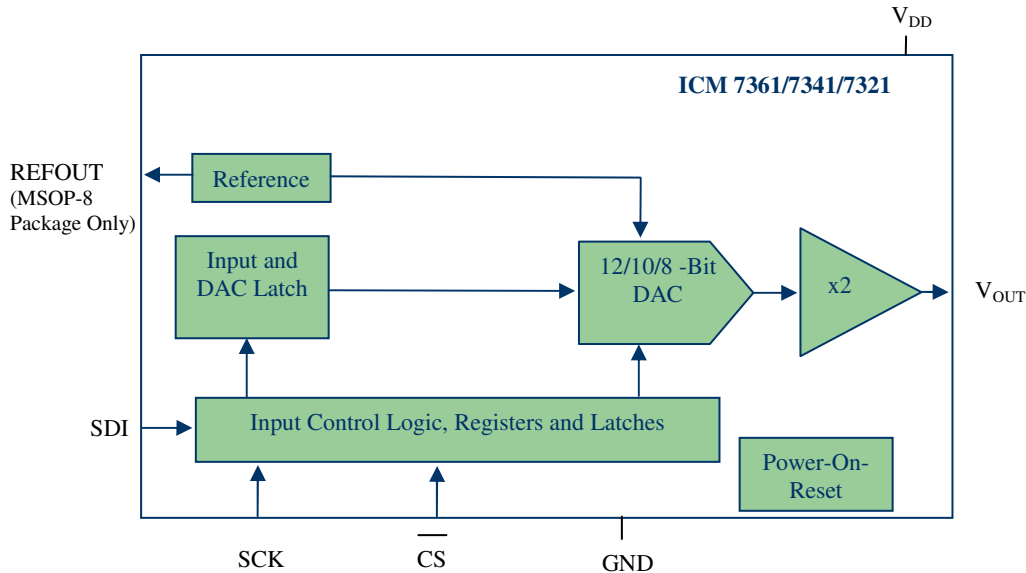 VDD
ICM 7361/7341/7321
REFOUT
(MSOP-8
Package Only)
Reference
Input and
DAC Latch
12/10/8 -Bit
DAC
x2
VOUT
SDI
Input Control Logic, Registers and Latches
Power-On-
Reset
SCK
CS
GND